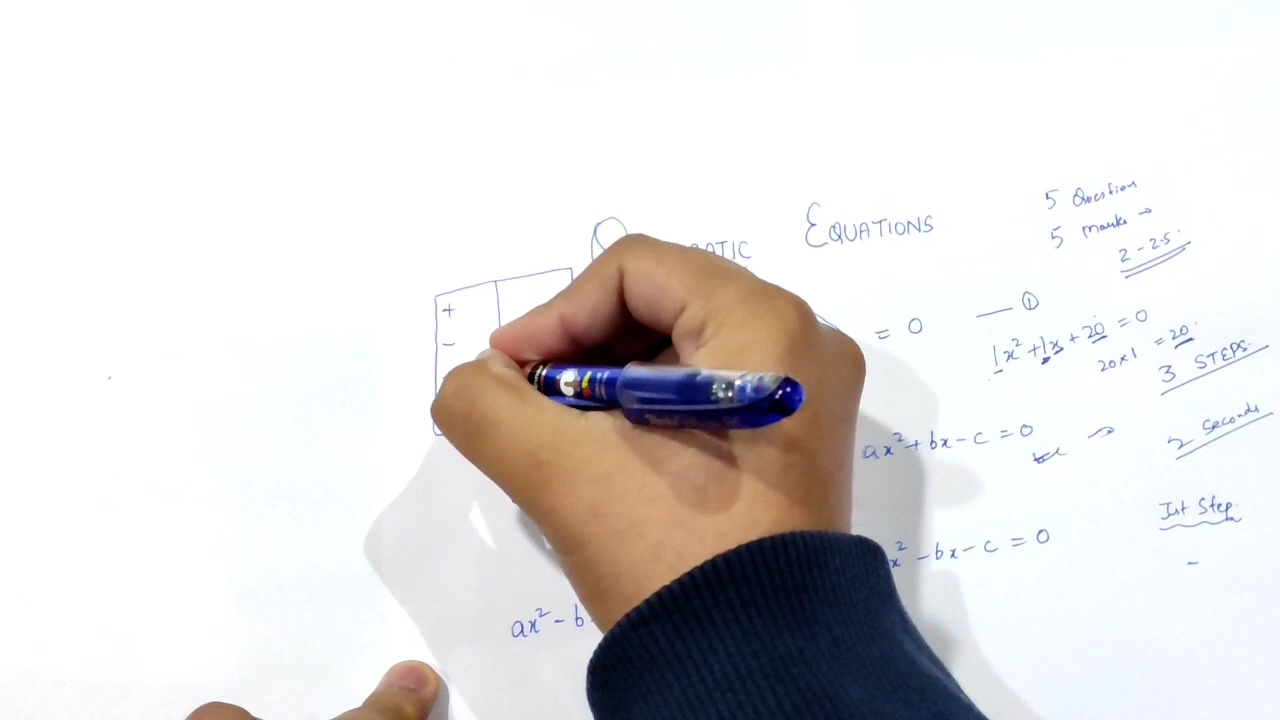 EQUATIONS
5 Question
5 marks →
2 - 2.5.
+
-
= 0 — ①
1x² + 1x + 20 = 0
20×1 = 20.
3 STEPS.
ax² + bx - c = 0
2 seconds
Ist Step.
x² - bx - c = 0
-
ax² - b